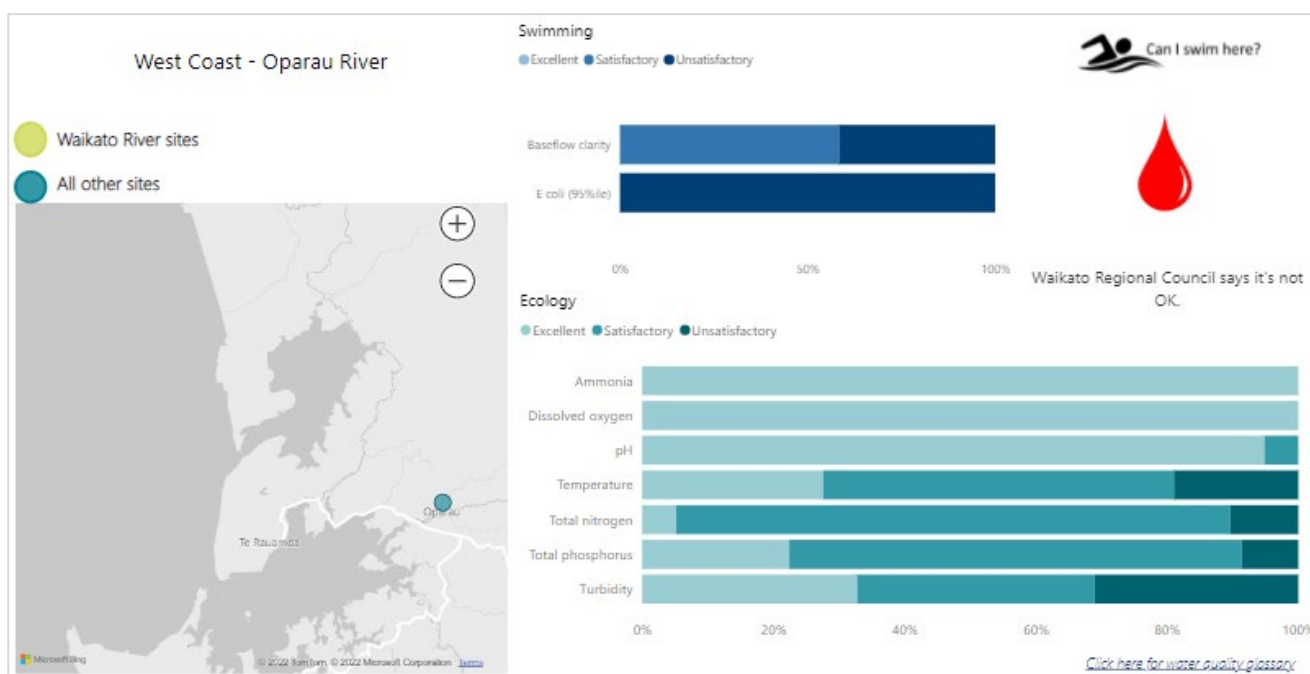 West Coast - Oparau River
Waikato River sites
All other sites
Te Rauamoa
Oparau
Microsoft Bing
© 2022 TomTom, © 2022 Microsoft Corporation Terms
Swimming
Excellent Satisfactory Unsatisfactory
Baseflow clarity
E coli (95%ile)
0% 50% 100%
Can I swim here?
Waikato Regional Council says it's not
OK.
Ecology
Excellent Satisfactory Unsatisfactory
Ammonia
Dissolved oxygen
pH
Temperature
Total nitrogen
Total phosphorus
Turbidity
0% 20% 40% 60% 80% 100%
Click here for water quality glossary